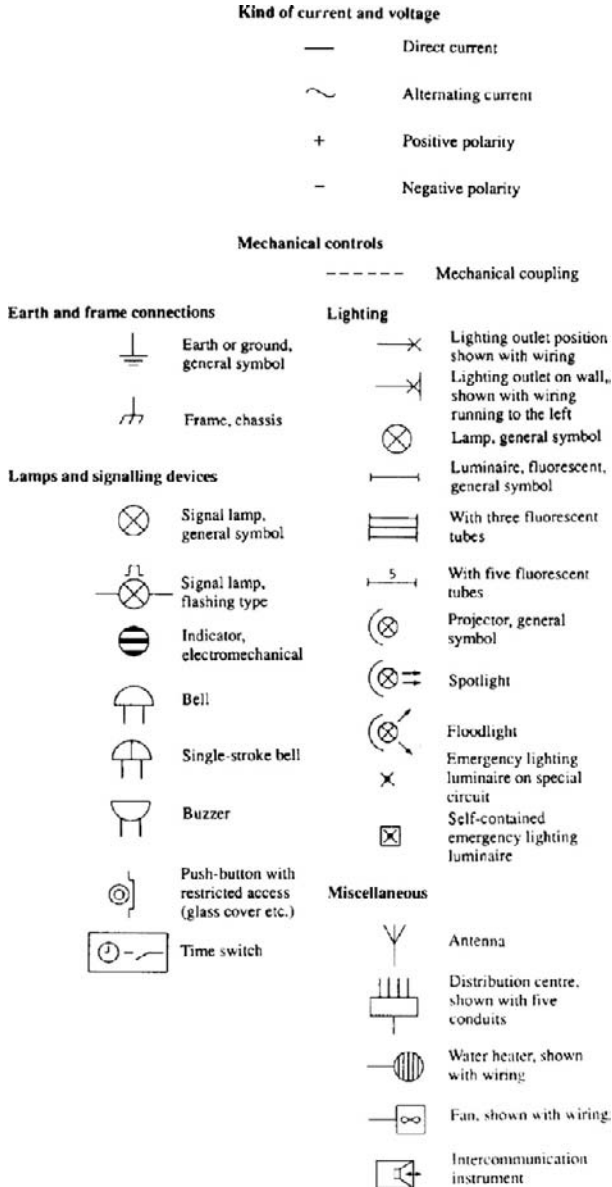 Kind of current and voltage
Direct current
Alternating current
+
Positive polarity
−
Negative polarity
Mechanical controls
Mechanical coupling
Earth and frame connections
Earth or ground,
general symbol
Frame, chassis
Lamps and signalling devices
Signal lamp,
general symbol
Signal lamp,
flashing type
Indicator,
electromechanical
Bell
Single-stroke bell
Buzzer
Push-button with
restricted access
(glass cover etc.)
Time switch
Lighting
Lighting outlet position
shown with wiring
Lighting outlet on wall,
shown with wiring
running to the left
Lamp, general symbol
Luminaire, fluorescent,
general symbol
With three fluorescent
tubes
5
With five fluorescent
tubes
Projector, general
symbol
Spotlight
Floodlight
Emergency lighting
luminaire on special
circuit
Self-contained
emergency lighting
luminaire
Miscellaneous
Antenna
Distribution centre,
shown with five
conduits
Water heater, shown
with wiring
Fan, shown with wiring
Intercommunication
instrument